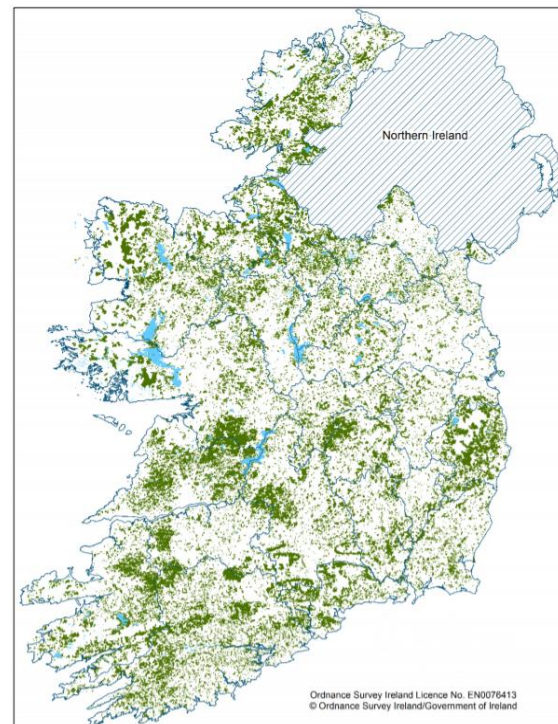 Northern Ireland
Ordnance Survey Ireland Licence No. EN0076413
© Ordnance Survey Ireland/Government of Ireland